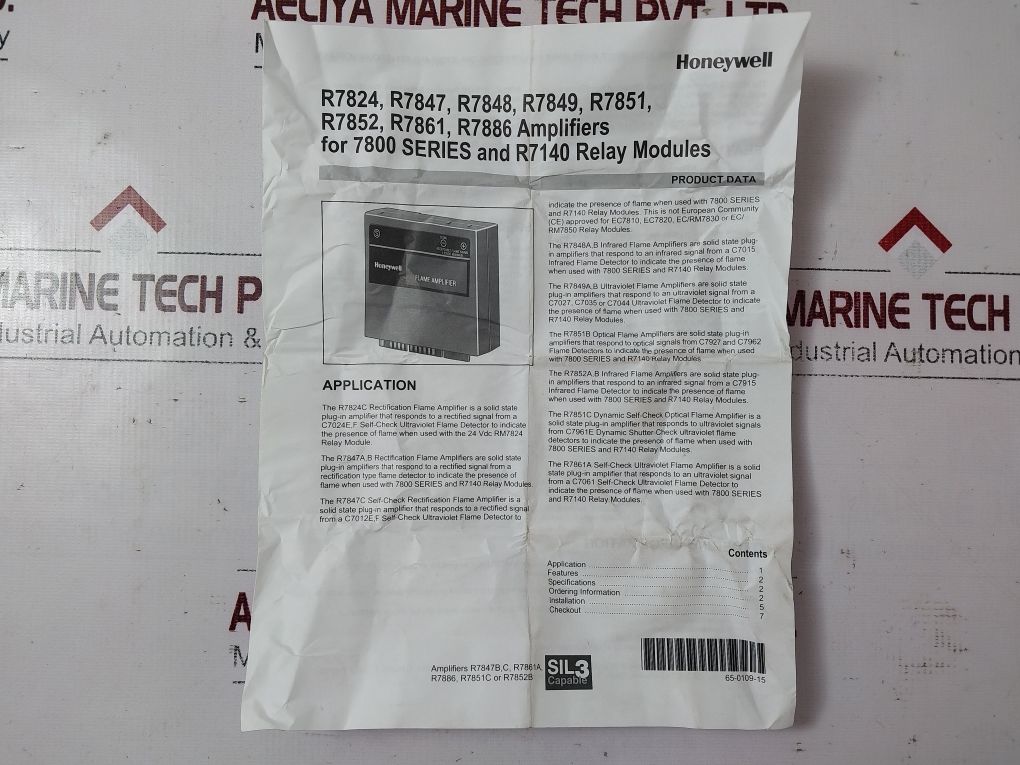 AELIYA MARINE TECH PVT. LTD.
Honeywell
R7824, R7847, R7848, R7849, R7851,
R7852, R7861, R7886 Amplifiers
for 7800 SERIES and R7140 Relay Modules
PRODUCT DATA
Honeywell
FLAME AMPLIFIER
APPLICATION
The R7824C Rectification Flame Amplifier is a solid state
plug-in amplifier that responds to a rectified signal from a
C7024E,F Self-Check Ultraviolet Flame Detector to indicate
the presence of flame when used with the 24 Vdc RM7824
Relay Module.
The R7847A,B Rectification Flame Amplifiers are solid state
plug-in amplifiers that respond to a rectified signal from a
rectification type flame detector to indicate the presence of
flame when used with 7800 SERIES and R7140 Relay Modules.
The R7847C Self-Check Rectification Flame Amplifier is a
solid state plug-in amplifier that responds to a rectified signal
from a C7012E,F Self-Check Ultraviolet Flame Detector to
indicate the presence of flame when used with 7800 SERIES
and R7140 Relay Modules. This is not European Community
(CE) approved for EC7810, EC7820, EC/RM7830 or EC/
RM7850 Relay Modules.
The R7848A,B Infrared Flame Amplifiers are solid state plug-
in amplifiers that respond to an infrared signal from a C7015
Infrared Flame Detector to indicate the presence of flame
when used with 7800 SERIES and R7140 Relay Modules.
The R7849A,B Ultraviolet Flame Amplifiers are solid state
plug-in amplifiers that respond to an ultraviolet signal from a
C7027, C7035 or C7044 Ultraviolet Flame Detector to indicate
the presence of flame when used with 7800 SERIES and
R7140 Relay Modules.
The R7851B Optical Flame Amplifiers are solid state plug-in
amplifiers that respond to optical signals from C7927 and C7962
Flame Detectors to indicate the presence of flame when used
with 7800 SERIES and R7140 Relay Modules
The R7852A,B Infrared Flame Amplifiers are solid state plug-
in amplifiers that respond to an infrared signal from a C7915
Infrared Flame Detector to indicate the presence of flame
when used with 7800 SERIES and R7140 Relay Modules.
The R7851C Dynamic Self-Check Optical Flame Amplifier is a
solid state plug-in amplifier that responds to ultraviolet signals
from C7961E Dynamic Shutter-Check ultraviolet flame
detectors to indicate the presence of flame when used with
7800 SERIES and R7140 Relay Modules.
The R7861A Self-Check Ultraviolet Flame Amplifier is a solid
state plug-in amplifier that responds to an ultraviolet signal
from a C7061 Self-Check Ultraviolet Flame Detector to
indicate the presence of flame when used with 7800 SERIES
and R7140 Relay Modules.
Contents
Application 1
Features 2
Specifications 2
Ordering Information 2
Installation 5
Checkout 7
Amplifiers R7847B,C, R7861A,
R7886, R7851C or R7852B
SIL3
Capable
65-0109-15
MARINE TECH P
dustrial Automation &
MARINE TECH
dustrial Automation